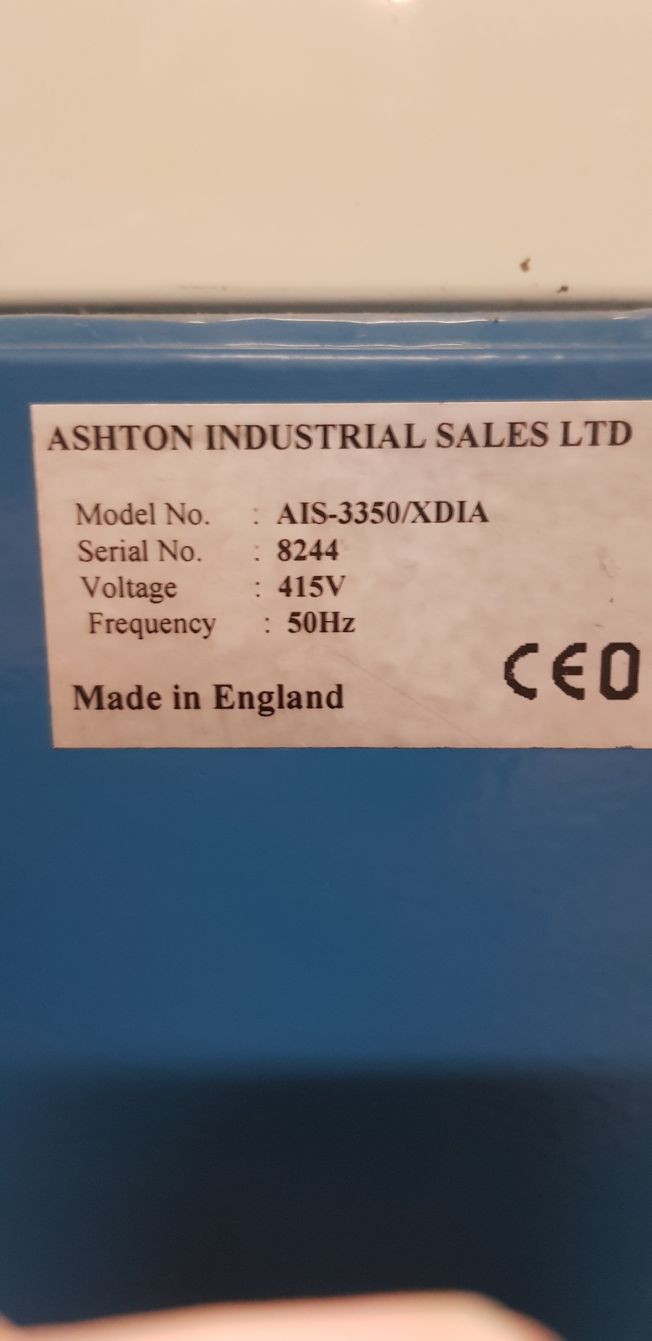 ASHTON INDUSTRIAL SALES LTD
Model No. : AIS-3350/XDIA
Serial No. : 8244
Voltage : 415V
Frequency : 50Hz
Made in England
CE0